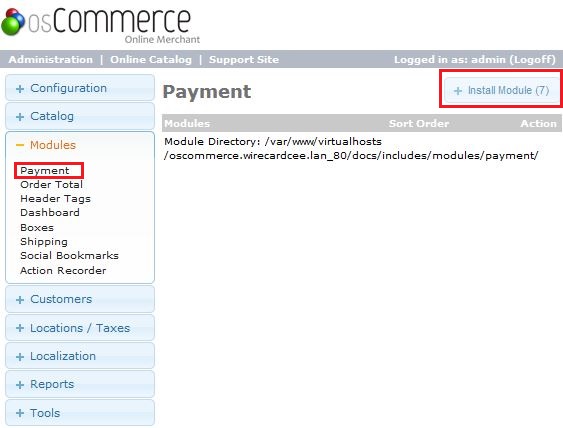 osCommerce
Online Merchant
Administration | Online Catalog | Support Site Logged in as: admin (Logoff)
+ Configuration
+ Catalog
− Modules
Payment
Order Total
Header Tags
Dashboard
Boxes
Shipping
Social Bookmarks
Action Recorder
+ Customers
+ Locations / Taxes
+ Localization
+ Reports
+ Tools
Payment
+ Install Module (7)
Modules Sort Order Action
Module Directory: /var/www/virtualhosts
/oscommerce.wirecardcee.lan_80/docs/includes/modules/payment/